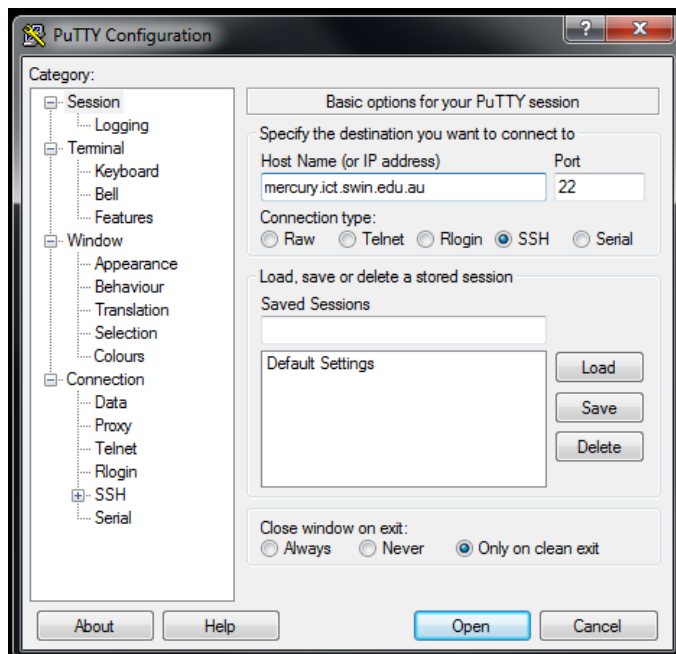 PuTTY Configuration
?
X
Category:
Session
Logging
Terminal
Keyboard
Bell
Features
Window
Appearance
Behaviour
Translation
Selection
Colours
Connection
Data
Proxy
Telnet
Rlogin
SSH
Serial
Basic options for your PuTTY session
Specify the destination you want to connect to
Host Name (or IP address) Port
mercury.ict.swin.edu.au 22
Connection type:
Raw Telnet Rlogin SSH Serial
Load, save or delete a stored session
Saved Sessions
Default Settings
Load
Save
Delete
Close window on exit:
Always Never Only on clean exit
About Help Open Cancel